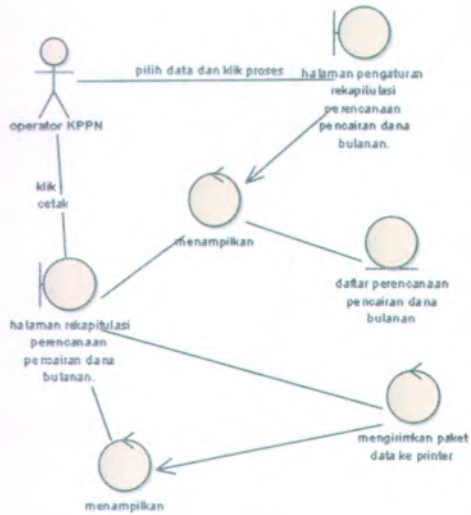 pilih data dan klik proses
halaman pengaturan
rekapitulasi
perencanaan
pencairan dana
bulanan.
operator KPPN
klik
cetak
menampilkan
daftar perencanaan
pencairan dana
bulanan
halaman rekapitulasi
perencanaan
pencairan dana
bulanan.
mengirimkan paket
data ke printer
menampilkan